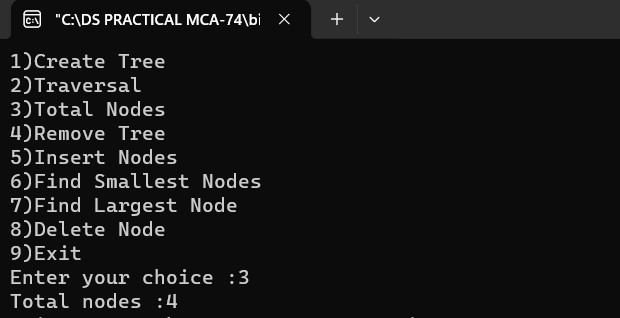 "C:\DS PRACTICAL MCA-74\bi
1)Create Tree
2)Traversal
3)Total Nodes
4)Remove Tree
5)Insert Nodes
6)Find Smallest Nodes
7)Find Largest Node
8)Delete Node
9)Exit
Enter your choice :3
Total nodes :4